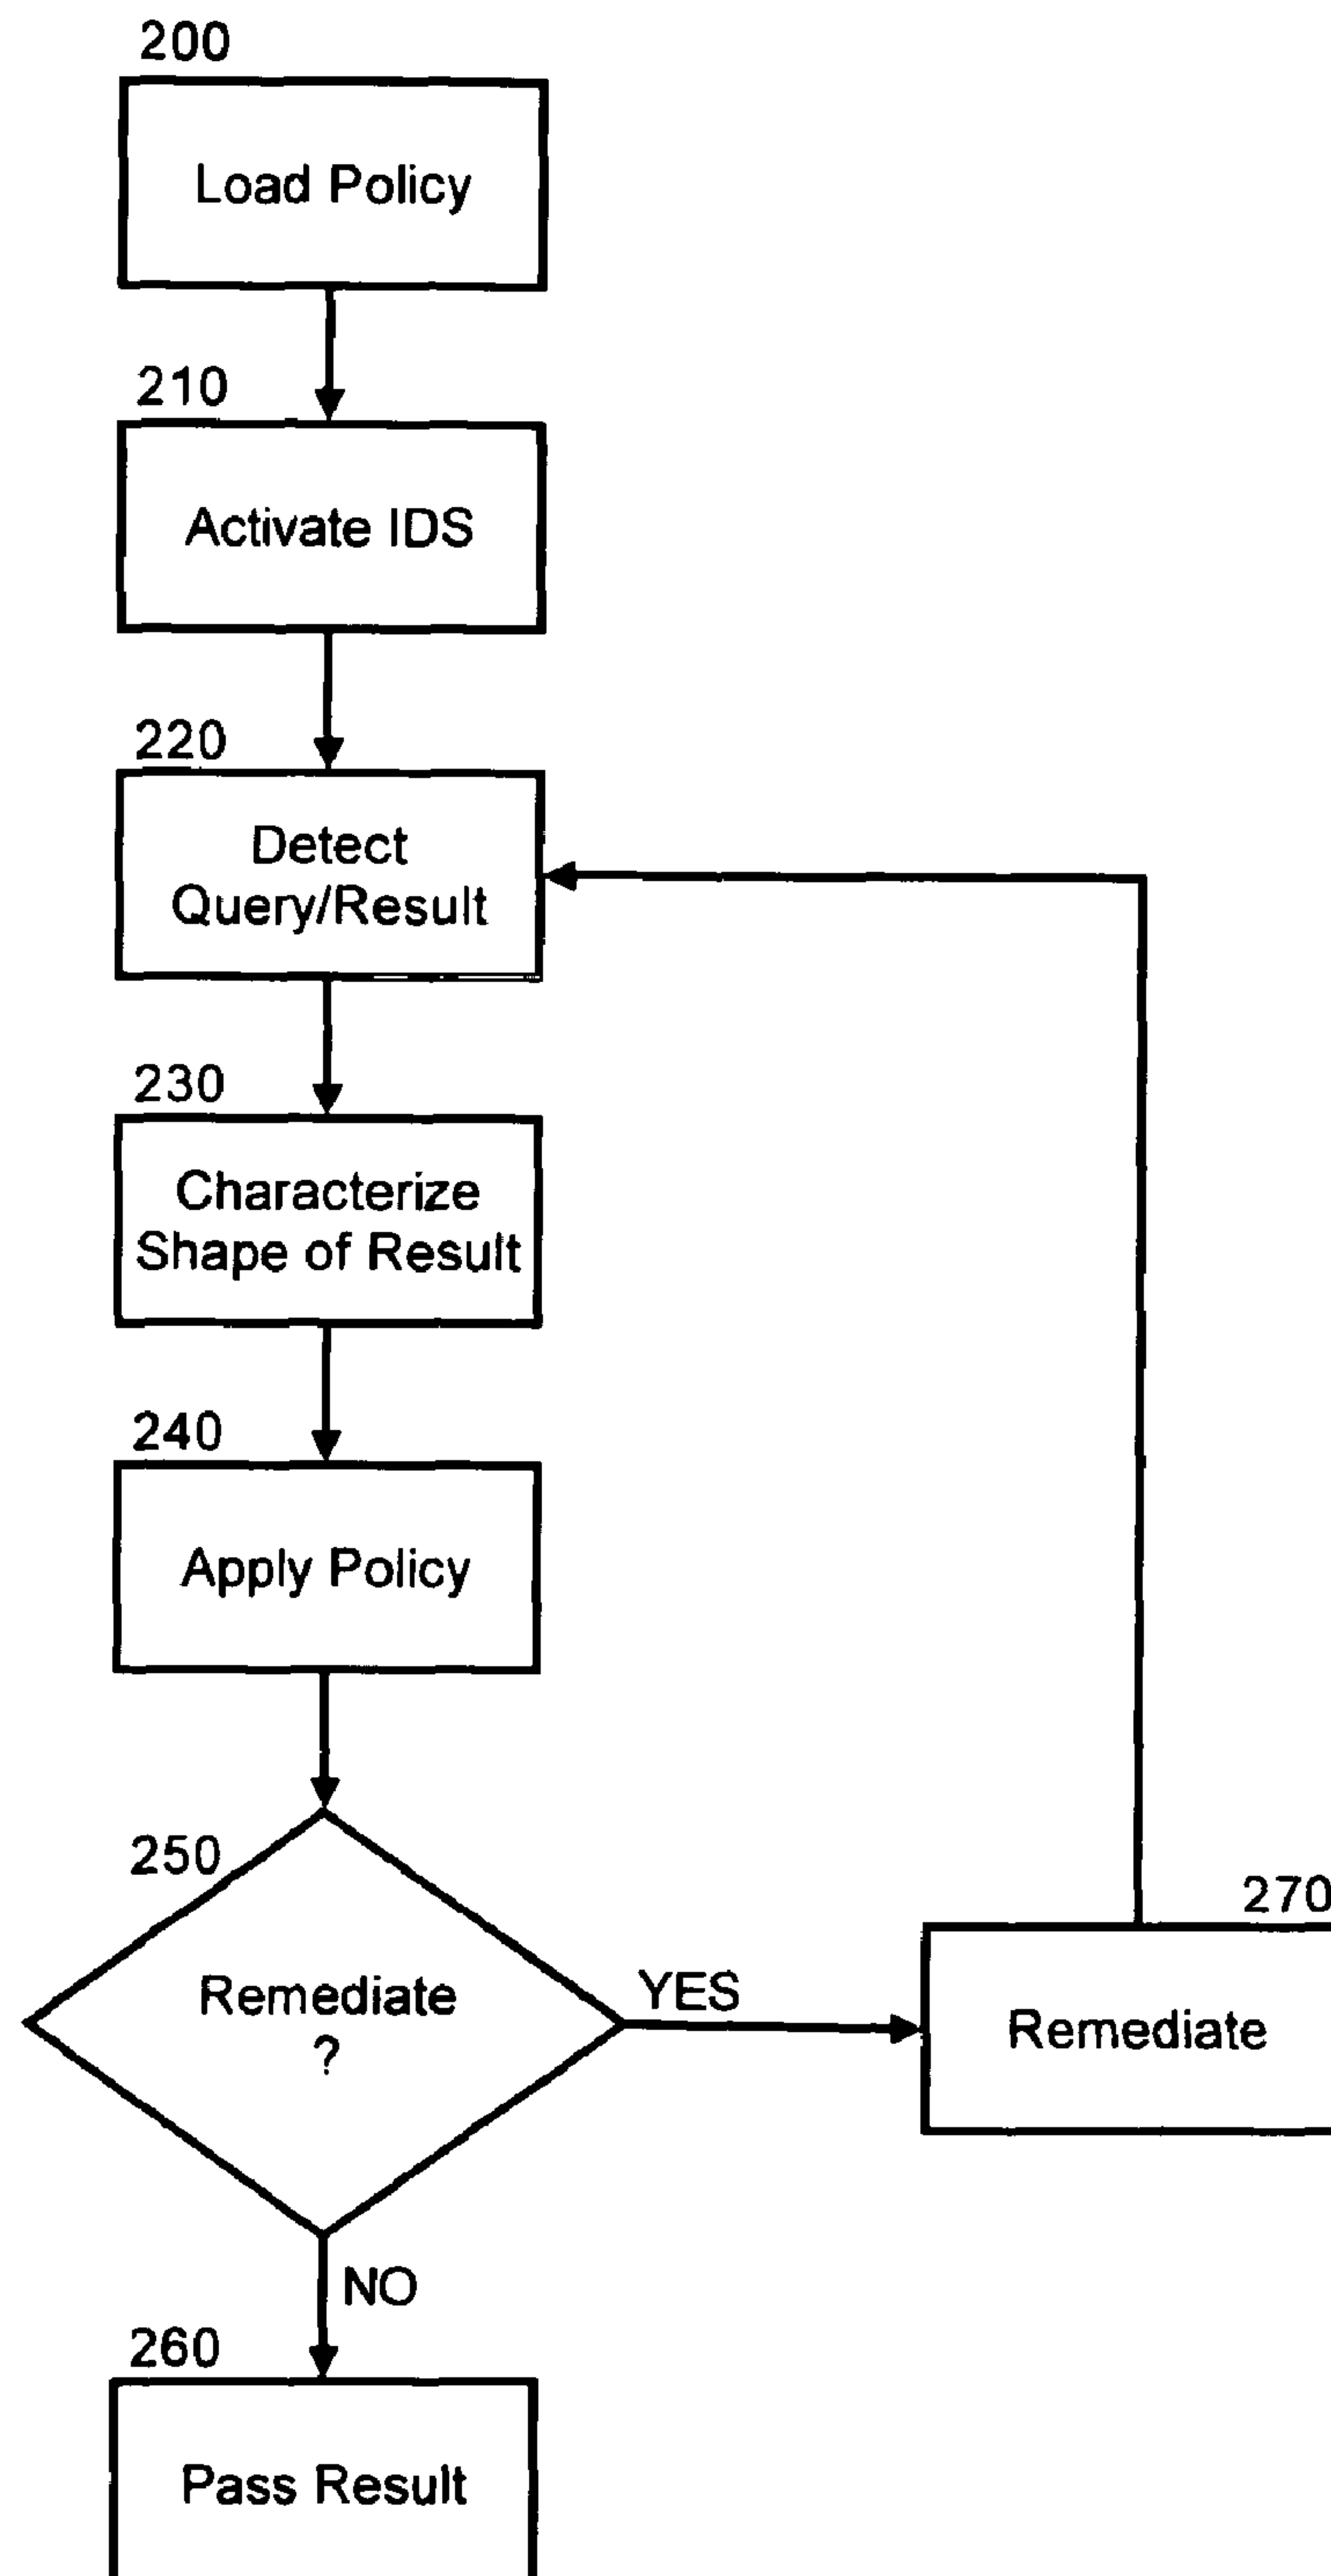 200
Load Policy
210
Activate IDS
220
Detect
Query/Result
230
Characterize
Shape of Result
240
Apply Policy
250
Remediate
?
YES
270
Remediate
NO
260
Pass Result